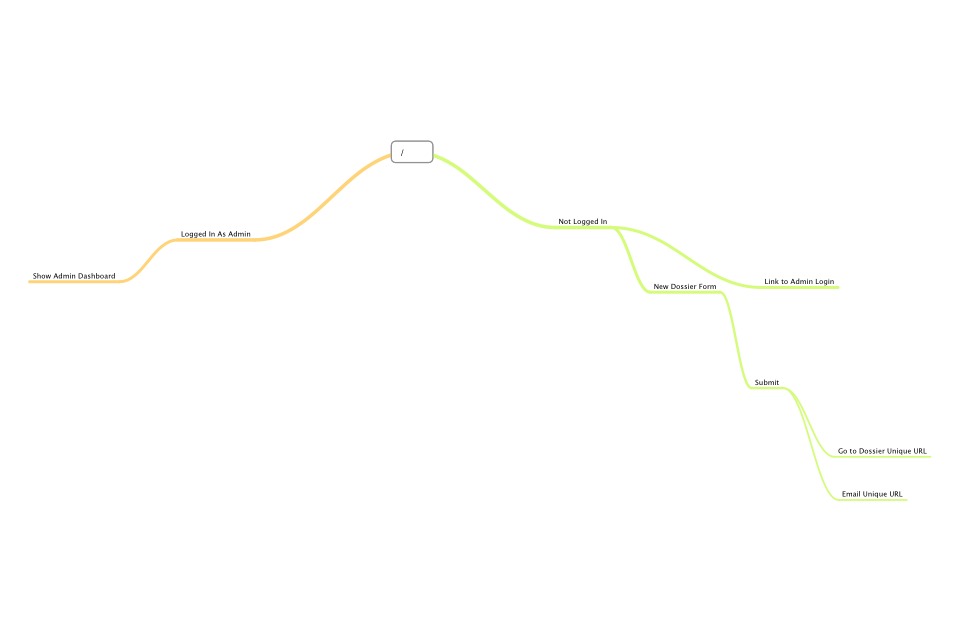 /
Not Logged In
Logged In As Admin
Show Admin Dashboard
Link to Admin Login
New Dossier Form
Submit
Go to Dossier Unique URL
Email Unique URL